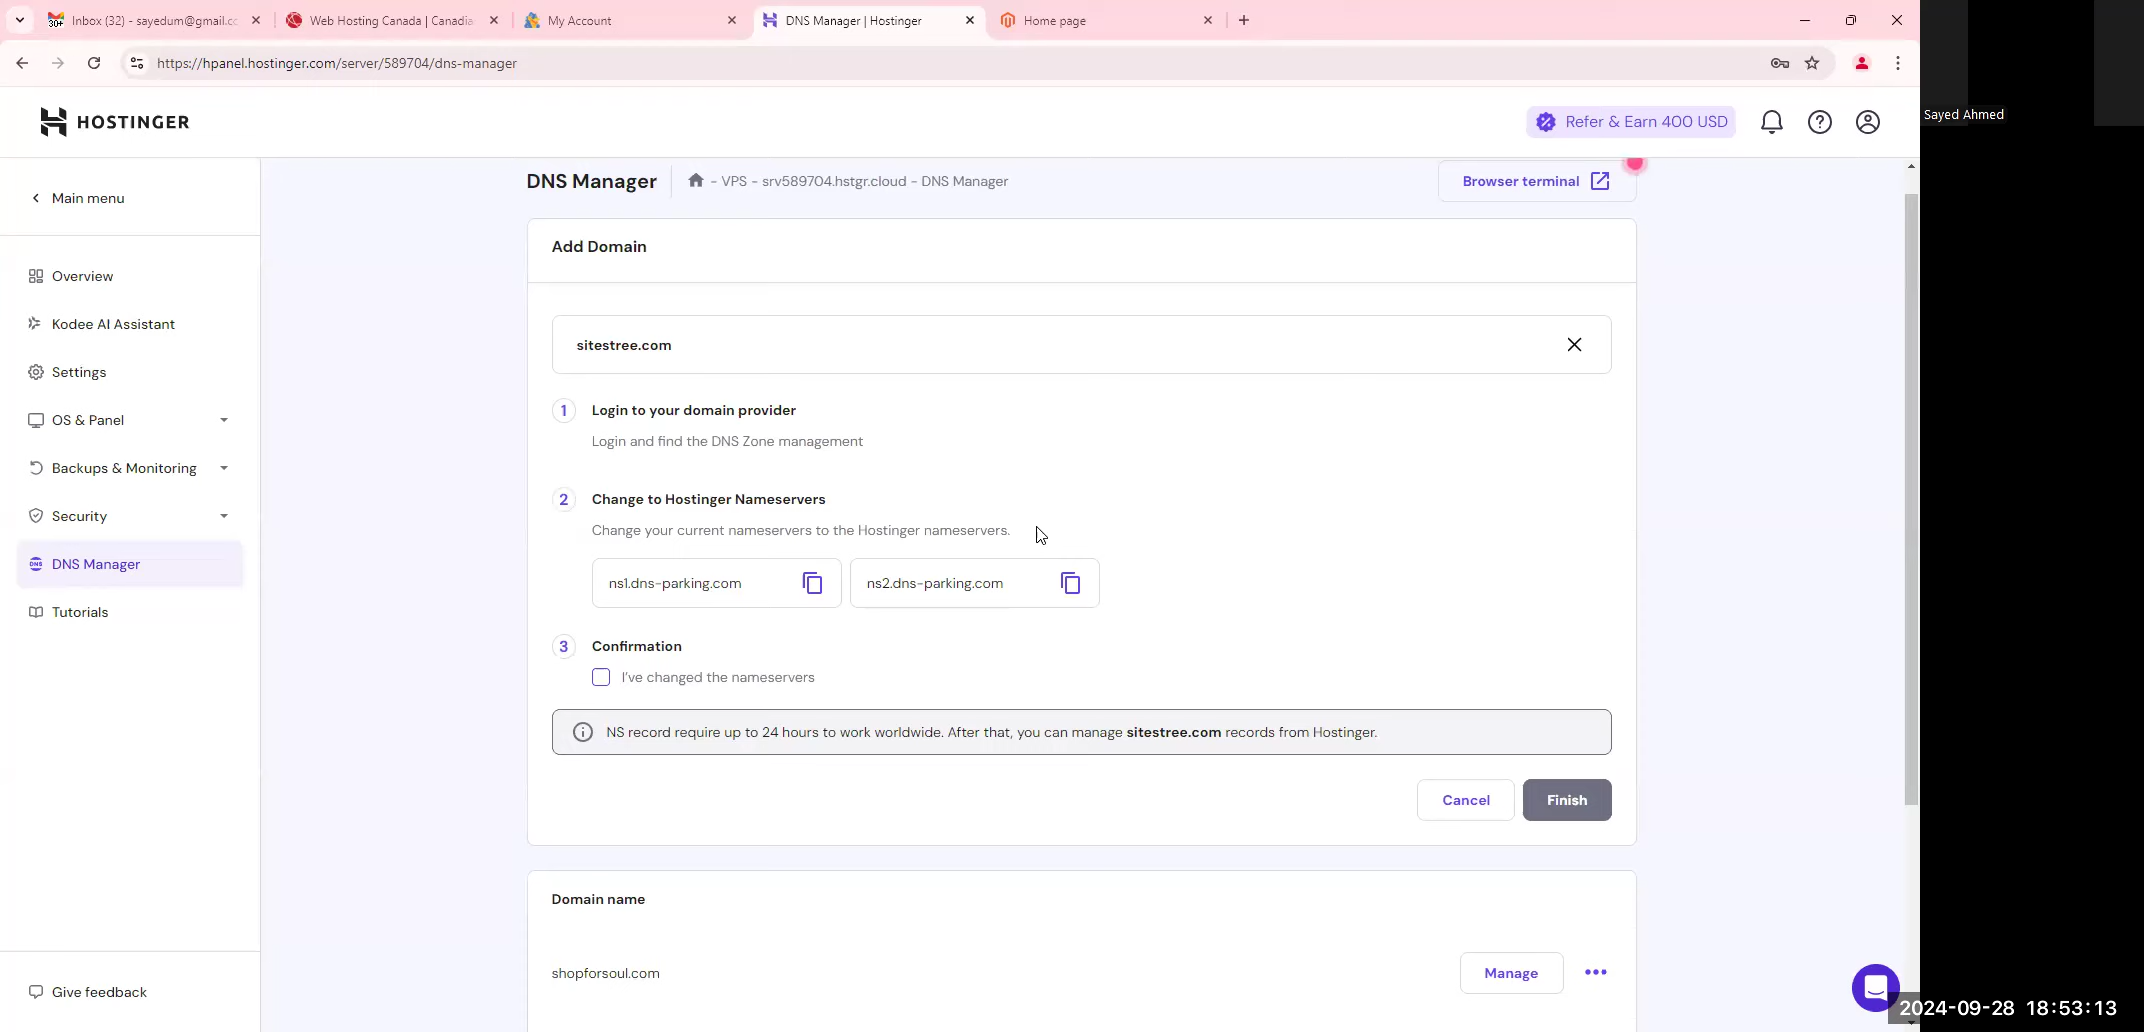 30+
Inbox (32) - sayedum@gmail.co
Web Hosting Canada | Canadia
My Account
DNS Manager | Hostinger
Home page
https://hpanel.hostinger.com/server/589704/dns-manager
HOSTINGER
Refer & Earn 400 USD
Sayed Ahmed
Main menu
DNS Manager
- VPS - srv589704.hstgr.cloud - DNS Manager
Browser terminal
Overview
Kodee AI Assistant
Settings
OS & Panel
Backups & Monitoring
Security
DNS
DNS Manager
Tutorials
Give feedback
Add Domain
sitestree.com
1
Login to your domain provider
Login and find the DNS Zone management
2
Change to Hostinger Nameservers
Change your current nameservers to the Hostinger nameservers.
ns1.dns-parking.com
ns2.dns-parking.com
3
Confirmation
I've changed the nameservers
NS record require up to 24 hours to work worldwide. After that, you can manage sitestree.com records from Hostinger.
Cancel
Finish
Domain name
shopforsoul.com
Manage
2024-09-28 18:53:13